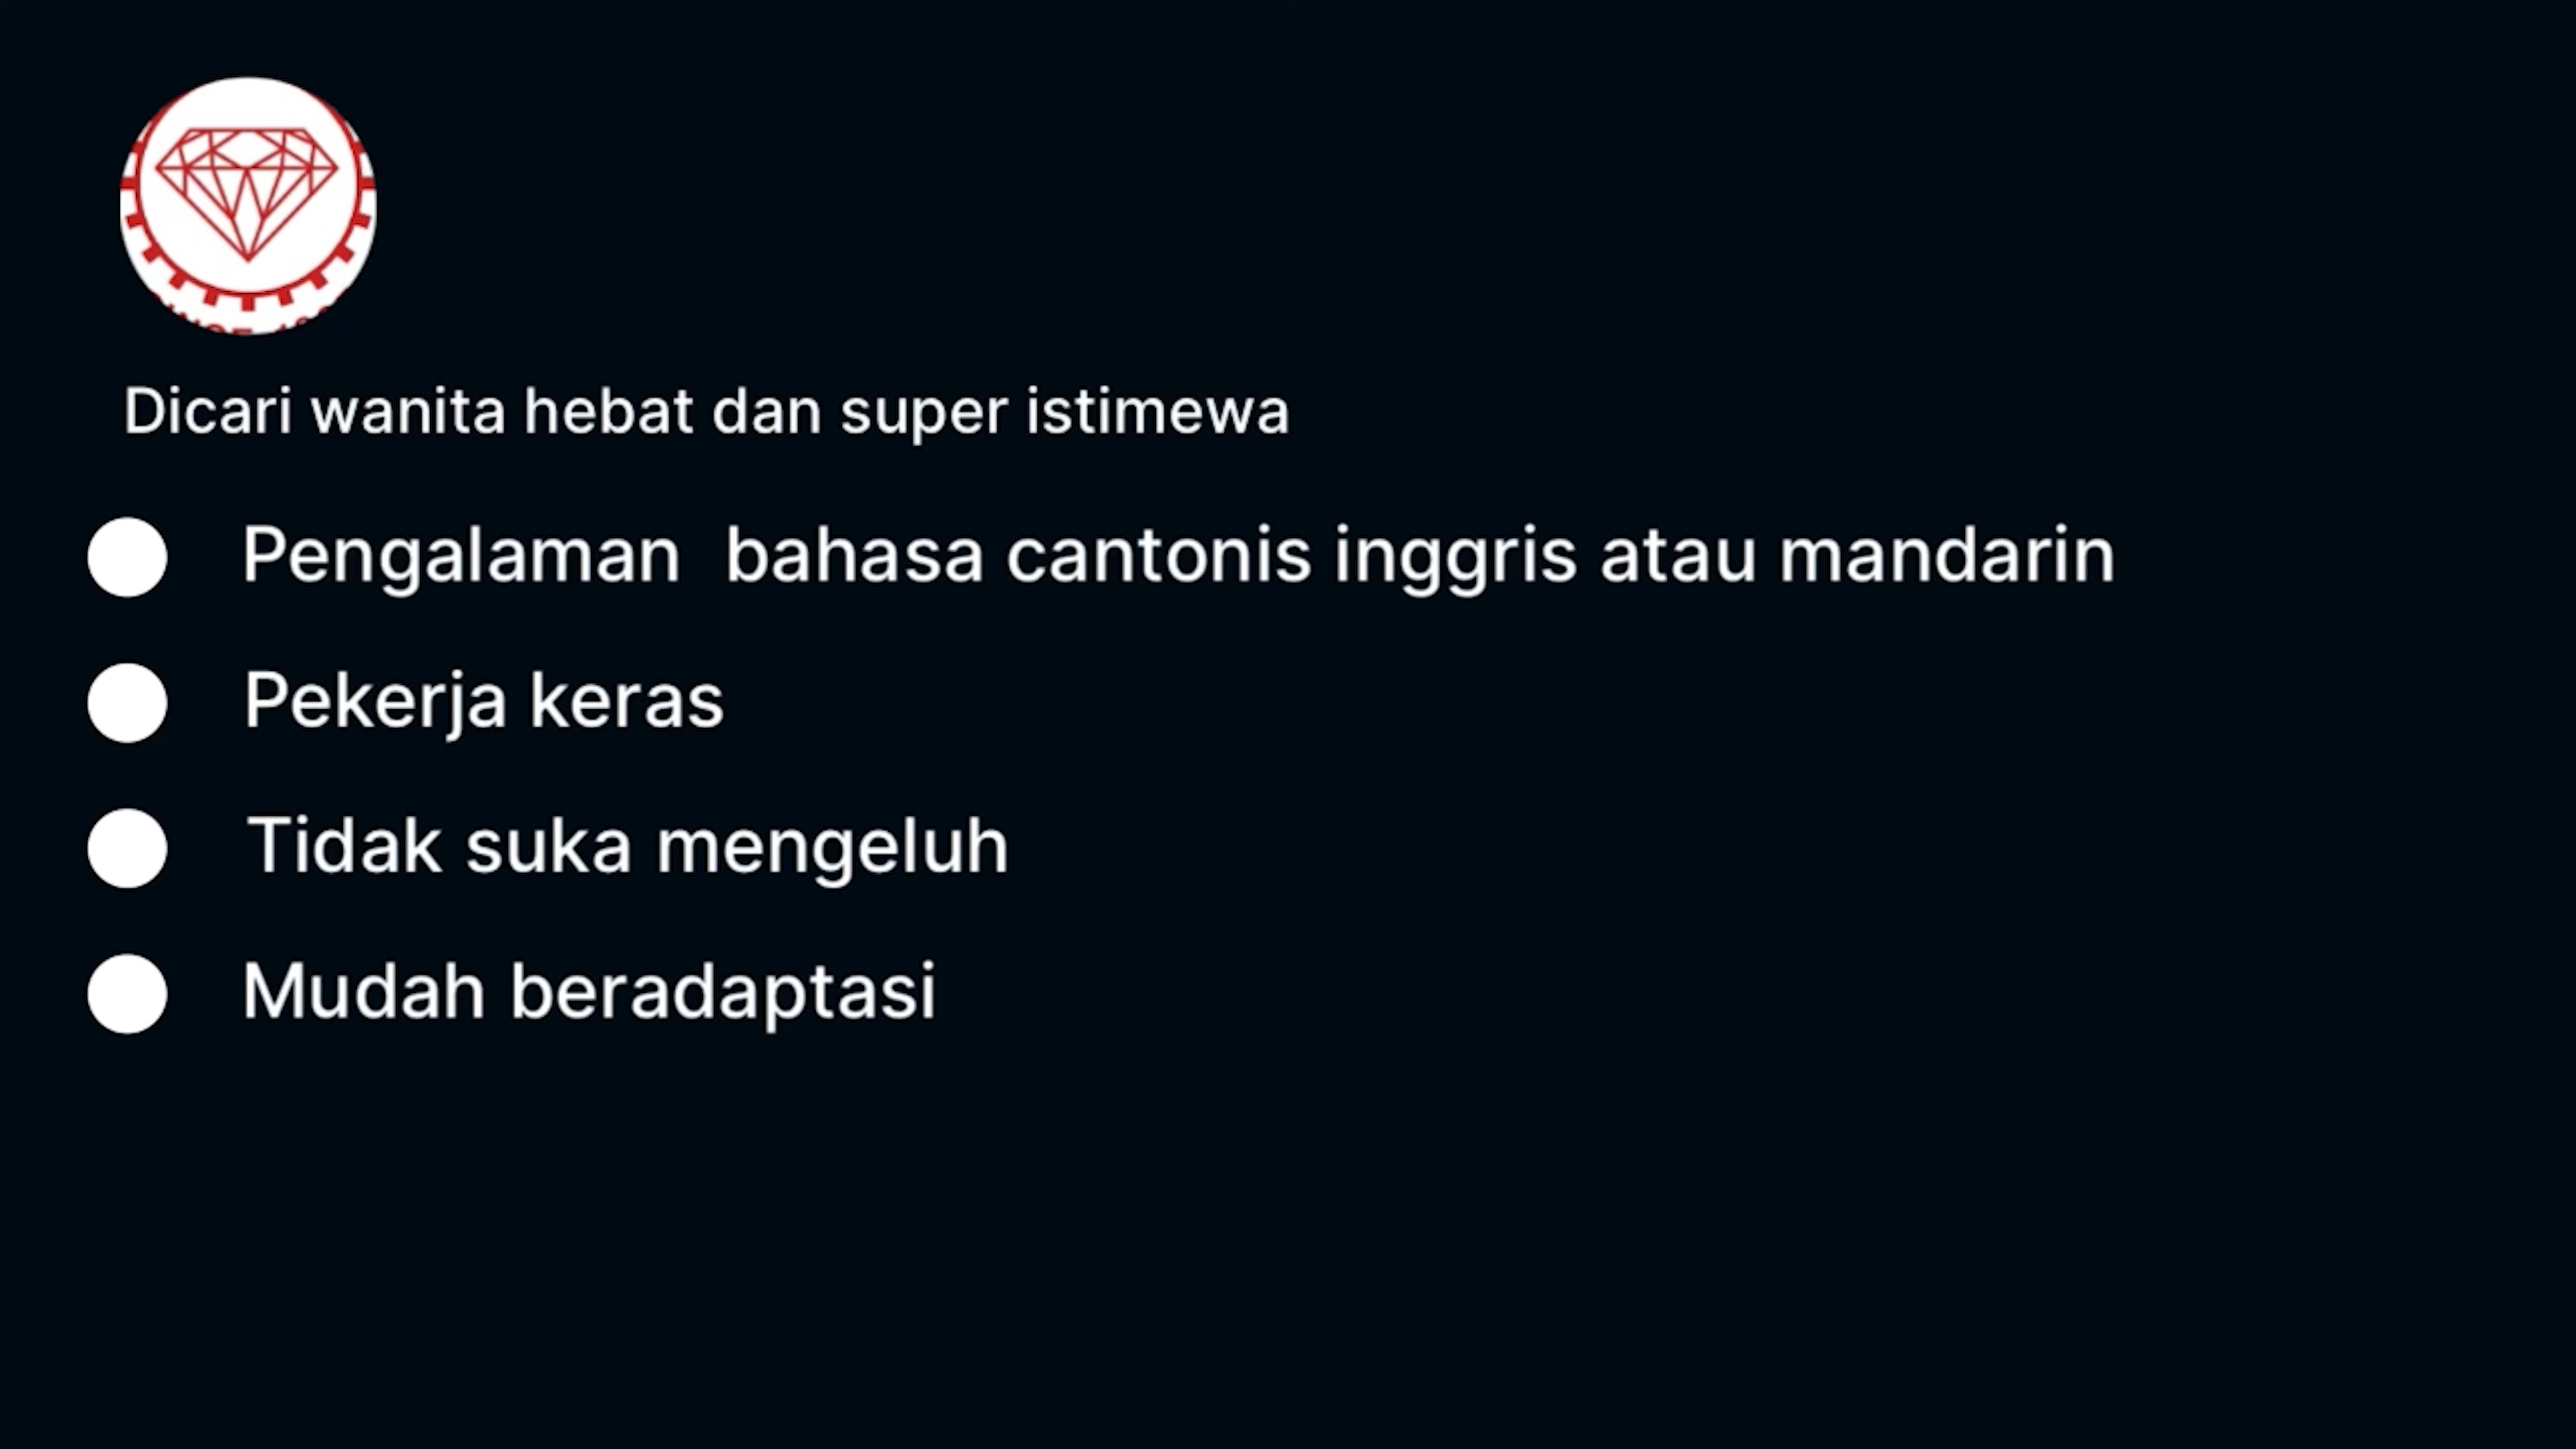 Dicari wanita hebat dan super istimewa
Pengalaman  bahasa cantonis inggris atau mandarin
Pekerja keras
Tidak suka mengeluh
Mudah beradaptasi